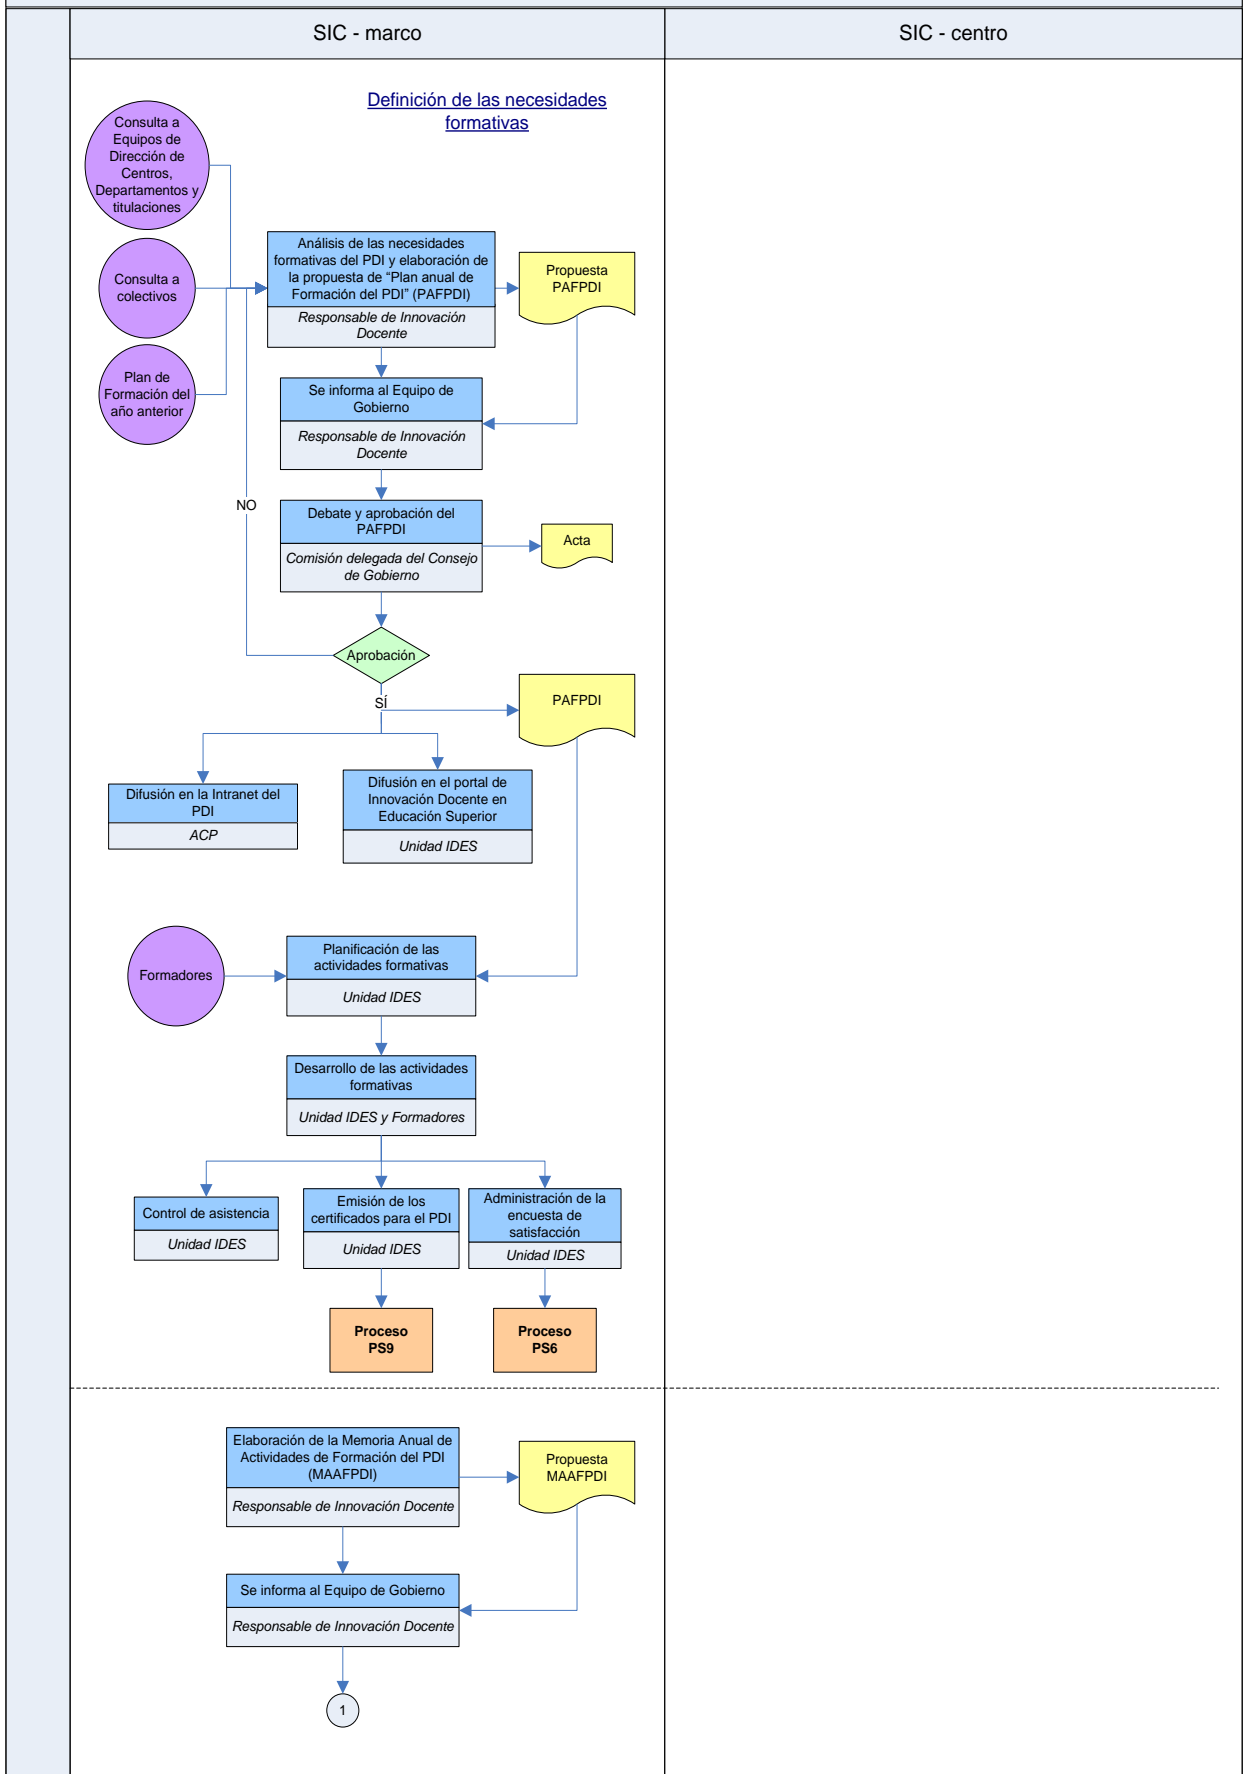 SIC - marco
SIC - centro
Definición de las necesidades
formativas
Consulta a
Equipos de
Dirección de
Centros,
Departamentos y
titulaciones
Consulta a
colectivos
Plan de
Formación del
año anterior
Análisis de las necesidades
formativas del PDI y elaboración de
la propuesta de “Plan anual de
Formación del PDI” (PAFPDI)
Responsable de Innovación
Docente
Propuesta
PAFPDI
Se informa al Equipo de
Gobierno
Responsable de Innovación
Docente
NO
Debate y aprobación del
PAFPDI
Comisión delegada del Consejo
de Gobierno
Acta
Aprobación
SÍ
PAFPDI
Difusión en la Intranet del
PDI
ACP
Difusión en el portal de
Innovación Docente en
Educación Superior
Unidad IDES
Formadores
Planificación de las
actividades formativas
Unidad IDES
Desarrollo de las actividades
formativas
Unidad IDES y Formadores
Control de asistencia
Unidad IDES
Emisión de los
certificados para el PDI
Unidad IDES
Administración de la
encuesta de
satisfacción
Unidad IDES
Proceso
PS9
Proceso
PS6
Elaboración de la Memoria Anual de
Actividades de Formación del PDI
(MAAFPDI)
Responsable de Innovación Docente
Propuesta
MAAFPDI
Se informa al Equipo de Gobierno
Responsable de Innovación Docente
1